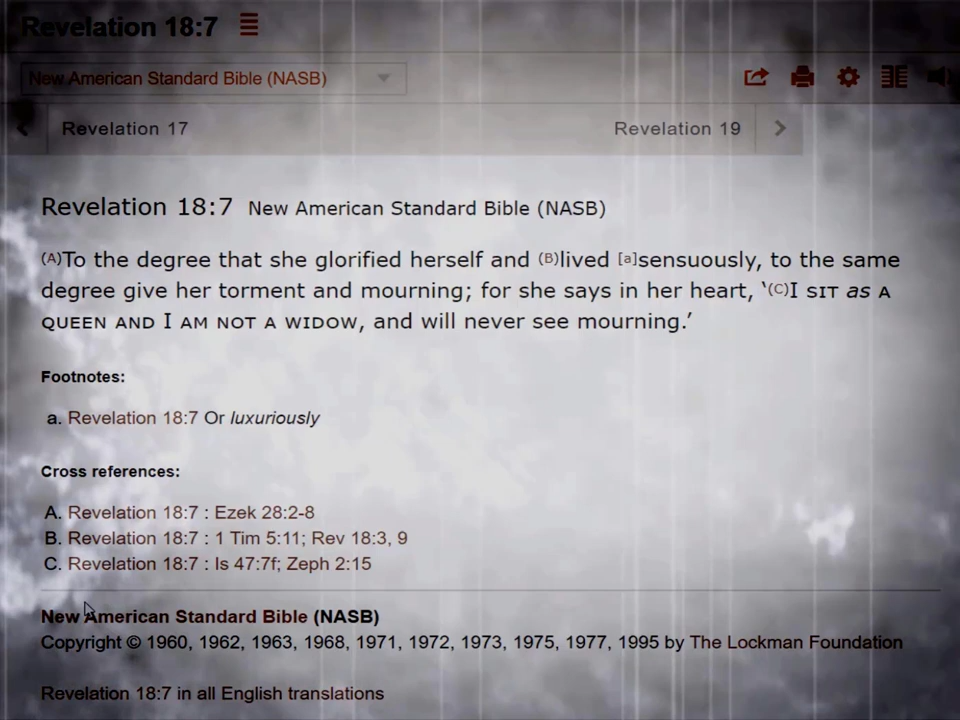 Revelation 18:7
New American Standard Bible (NASB)
Revelation 17 Revelation 19
Revelation 18:7 New American Standard Bible (NASB)
(A)To the degree that she glorified herself and (B)lived [a]sensuously, to the same
degree give her torment and mourning; for she says in her heart, ‘(C)I SIT as A
QUEEN AND I AM NOT A WIDOW, and will never see mourning.’
Footnotes:
a. Revelation 18:7 Or luxuriously
Cross references:
A. Revelation 18:7 : Ezek 28:2-8
B. Revelation 18:7 : 1 Tim 5:11; Rev 18:3, 9
C. Revelation 18:7 : Is 47:7f; Zeph 2:15
New American Standard Bible (NASB)
Copyright © 1960, 1962, 1963, 1968, 1971, 1972, 1973, 1975, 1977, 1995 by The Lockman Foundation
Revelation 18:7 in all English translations